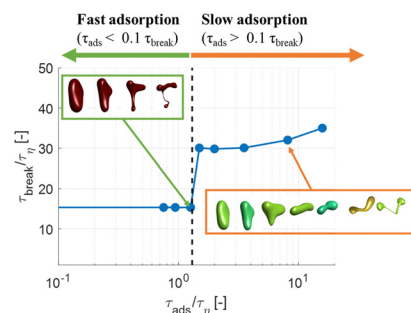 Fast adsorption
(τads < 0.1 τbreak)
Slow adsorption
(τads > 0.1 τbreak)
50
40
30
20
10
τbreak/τη [-]
10-1
100
101
τads/τη [-]